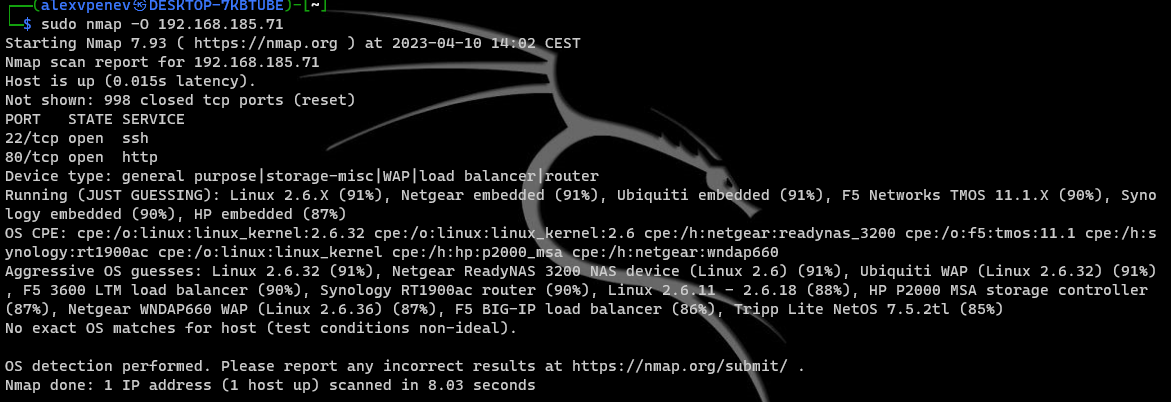 ┌──(alexvpenev㉿DESKTOP-7KBTUBE)-[~]
└─$ sudo nmap -O 192.168.185.71
Starting Nmap 7.93 ( https://nmap.org ) at 2023-04-10 14:02 CEST
Nmap scan report for 192.168.185.71
Host is up (0.015s latency).
Not shown: 998 closed tcp ports (reset)
PORT   STATE SERVICE
22/tcp open  ssh
80/tcp open  http
Device type: general purpose|storage-misc|WAP|load balancer|router
Running (JUST GUESSING): Linux 2.6.X (91%), Netgear embedded (91%), Ubiquiti embedded (91%), F5 Networks TMOS 11.1.X (90%), Syno
logy embedded (90%), HP embedded (87%)
OS CPE: cpe:/o:linux:linux_kernel:2.6.32 cpe:/o:linux:linux_kernel:2.6 cpe:/h:netgear:readynas_3200 cpe:/o:f5:tmos:11.1 cpe:/h:s
ynology:rt1900ac cpe:/o:linux:linux_kernel cpe:/h:hp:p2000_msa cpe:/h:netgear:wndap660
Aggressive OS guesses: Linux 2.6.32 (91%), Netgear ReadyNAS 3200 NAS device (Linux 2.6) (91%), Ubiquiti WAP (Linux 2.6.32) (91%)
, F5 3600 LTM load balancer (90%), Synology RT1900ac router (90%), Linux 2.6.11 - 2.6.18 (88%), HP P2000 MSA storage controller
(87%), Netgear WNDAP660 WAP (Linux 2.6.36) (87%), F5 BIG-IP load balancer (86%), Tripp Lite NetOS 7.5.2tl (85%)
No exact OS matches for host (test conditions non-ideal).

OS detection performed. Please report any incorrect results at https://nmap.org/submit/ .
Nmap done: 1 IP address (1 host up) scanned in 8.03 seconds